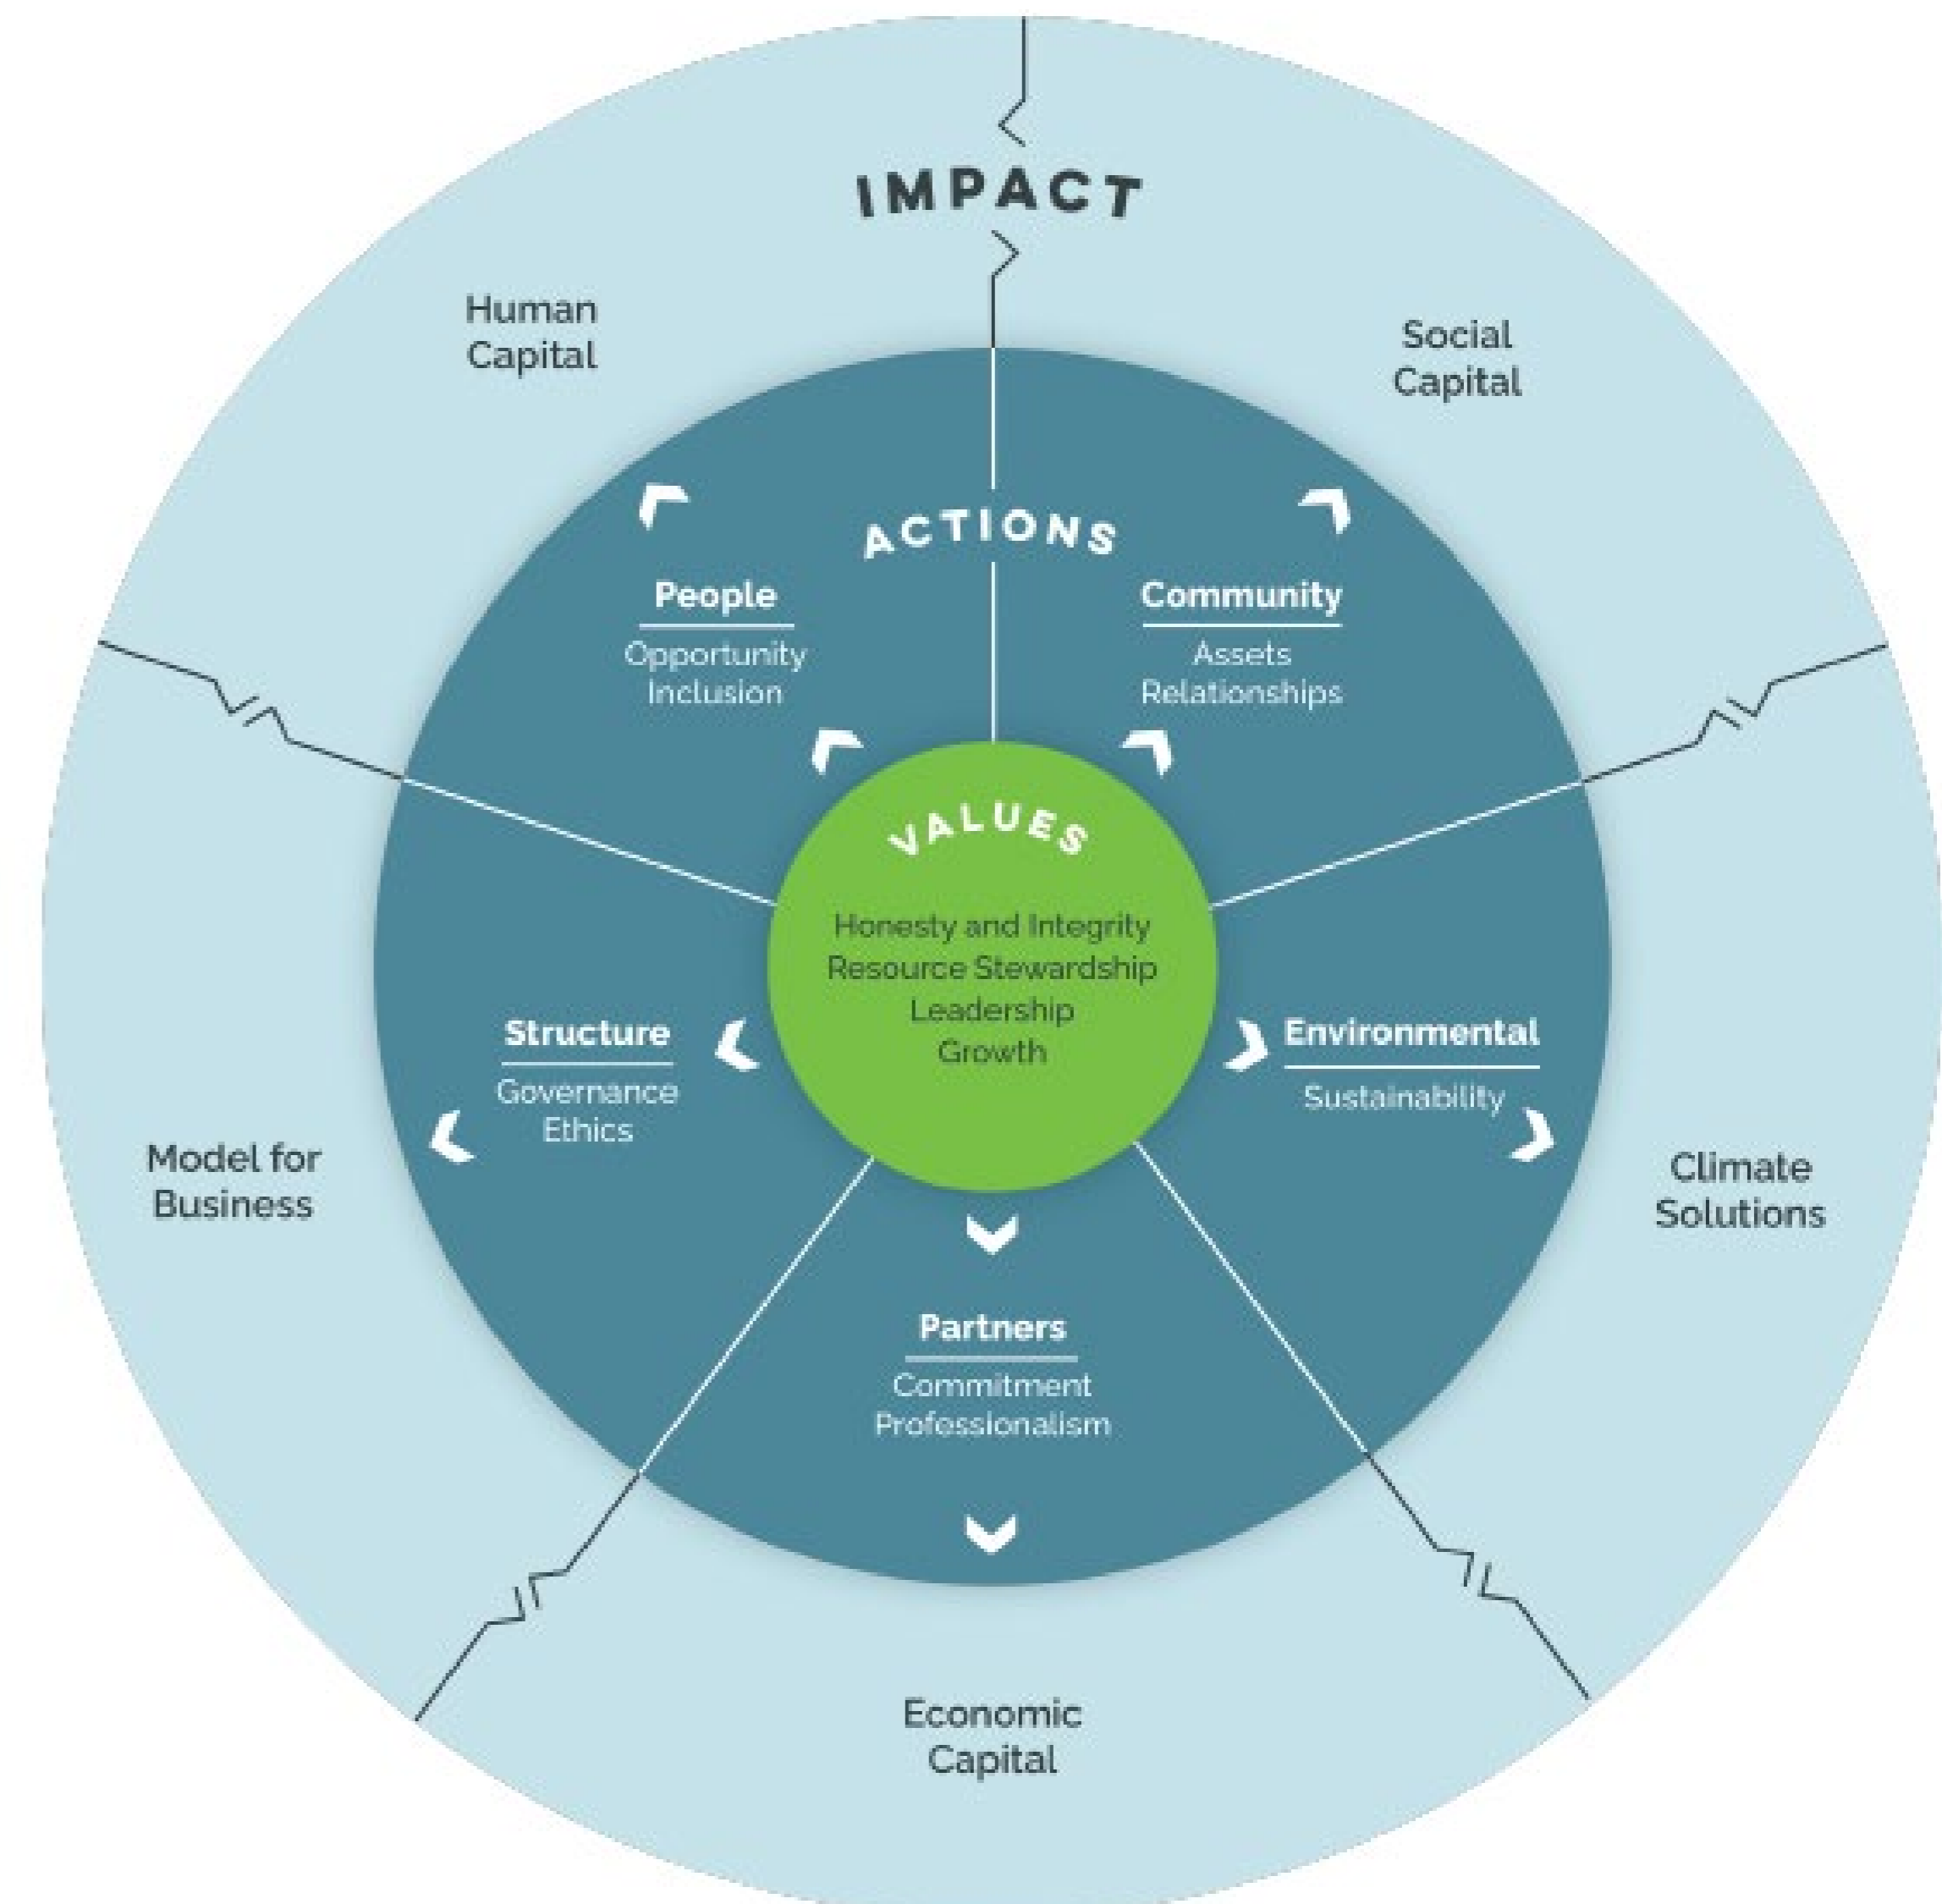 IMPACT
Human
Capital
Social
Capital
ACTIONS
People
Opportunity
Inclusion
Community
Assets
Relationships
VALUES
Honesty and Integrity
Resource Stewardship
Leadership
Growth
Structure
Governance
Ethics
Environmental
Sustainability
Model for
Business
Climate
Solutions
Partners
Commitment
Professionalism
Economic
Capital